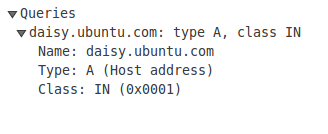 Queries
daisy.ubuntu.com: type A, class IN
Name: daisy.ubuntu.com
Type: A (Host address)
Class: IN (0x0001)